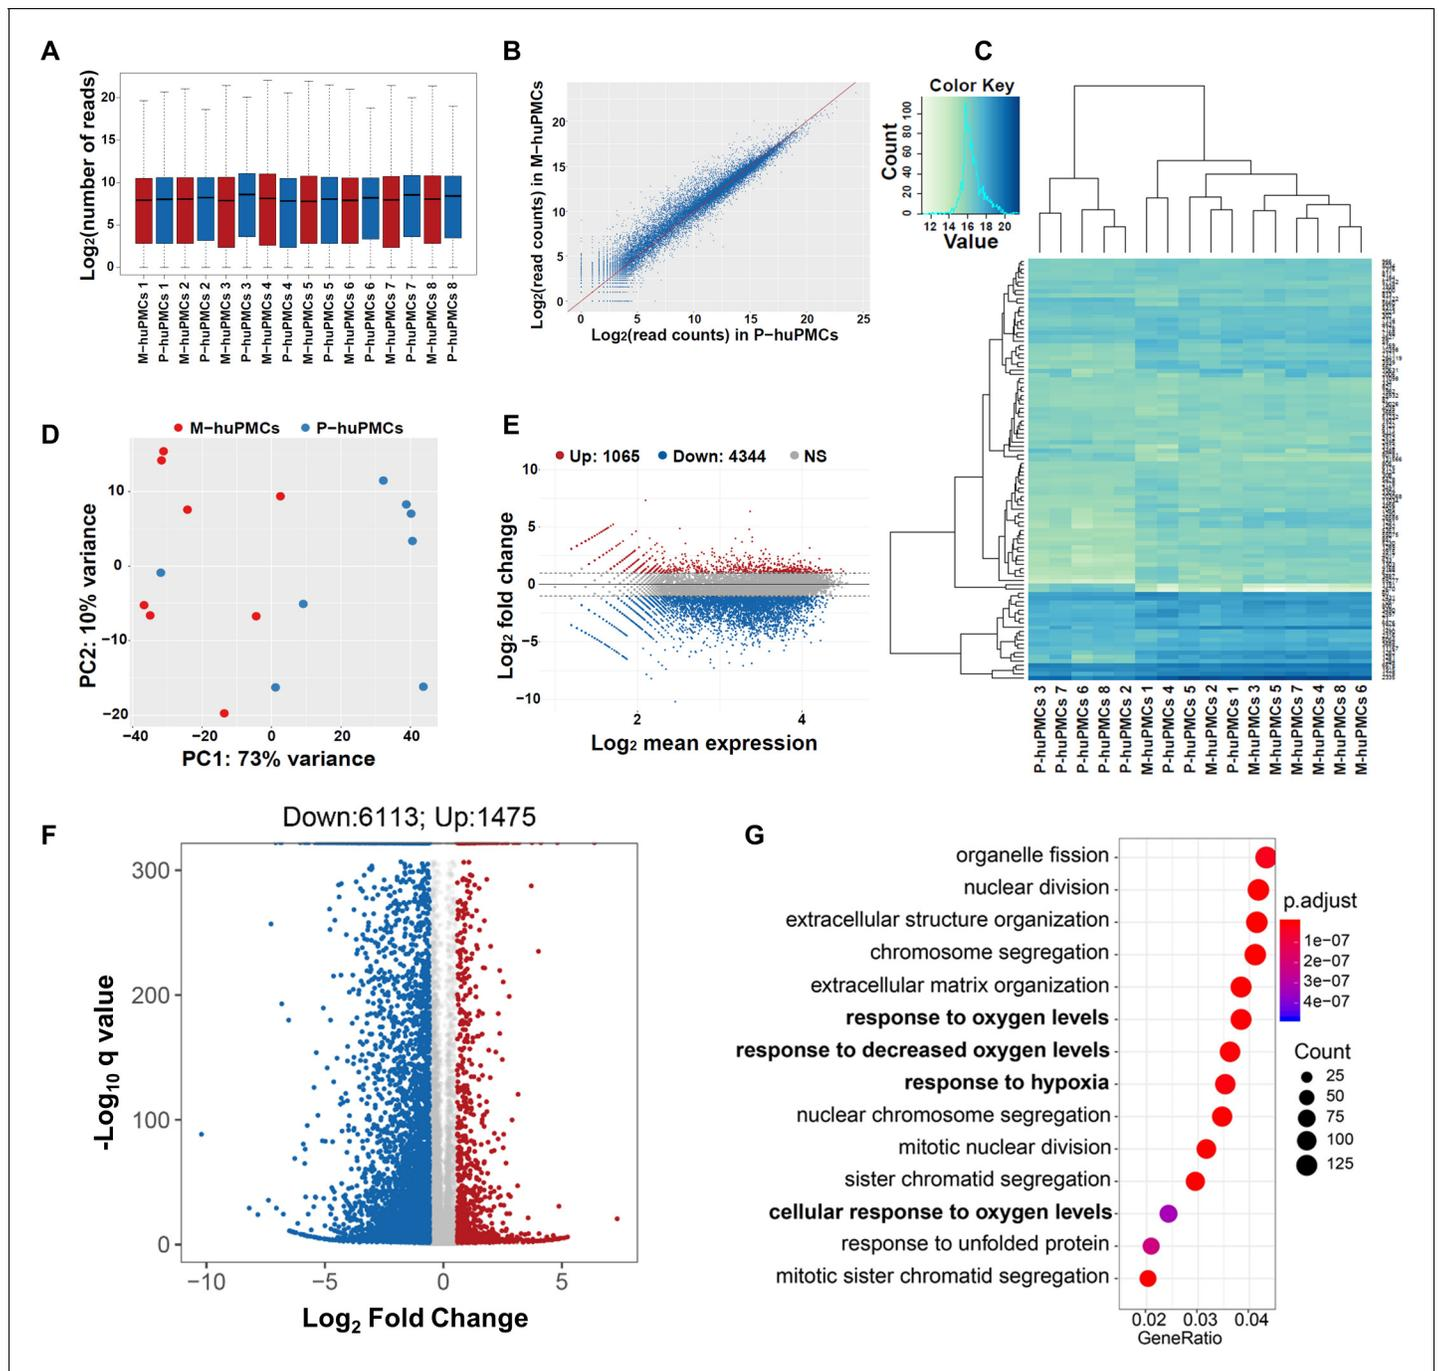 A
Log2(number of reads)
20
15
10
5
0
M−huPMCs 1
P−huPMCs 1
M−huPMCs 2
P−huPMCs 2
M−huPMCs 3
P−huPMCs 3
M−huPMCs 4
P−huPMCs 4
M−huPMCs 5
P−huPMCs 5
M−huPMCs 6
P−huPMCs 6
M−huPMCs 7
P−huPMCs 7
M−huPMCs 8
P−huPMCs 8
B
Log2(read counts) in M−huPMCs
20
15
10
5
0
0 5 10 15 20 25
Log2(read counts) in P−huPMCs
C
Color Key
Count
100
80
60
40
20
0
12 14 16 18 20
Value
P-huPMCs 3
P-huPMCs 7
P-huPMCs 6
P-huPMCs 8
P-huPMCs 2
M-huPMCs 1
P-huPMCs 4
P-huPMCs 5
M-huPMCs 2
P-huPMCs 1
M-huPMCs 3
M-huPMCs 5
M-huPMCs 7
M-huPMCs 4
M-huPMCs 8
M-huPMCs 6
D
M−huPMCs P−huPMCs
PC2: 10% variance
10
0
−10
−20
−40 −20 0 20 40
PC1: 73% variance
E
Up: 1065 Down: 4344 NS
Log2 fold change
10
5
0
−5
−10
2 4
Log2 mean expression
F
Down:6113; Up:1475
-Log10 q value
300
200
100
0
−10 −5 0 5
Log2 Fold Change
G
organelle fission
nuclear division
extracellular structure organization
chromosome segregation
extracellular matrix organization
response to oxygen levels
response to decreased oxygen levels
response to hypoxia
nuclear chromosome segregation
mitotic nuclear division
sister chromatid segregation
cellular response to oxygen levels
response to unfolded protein
mitotic sister chromatid segregation
0.02 0.03 0.04
GeneRatio
p.adjust
1e−07
2e−07
3e−07
4e−07
Count
25
50
75
100
125